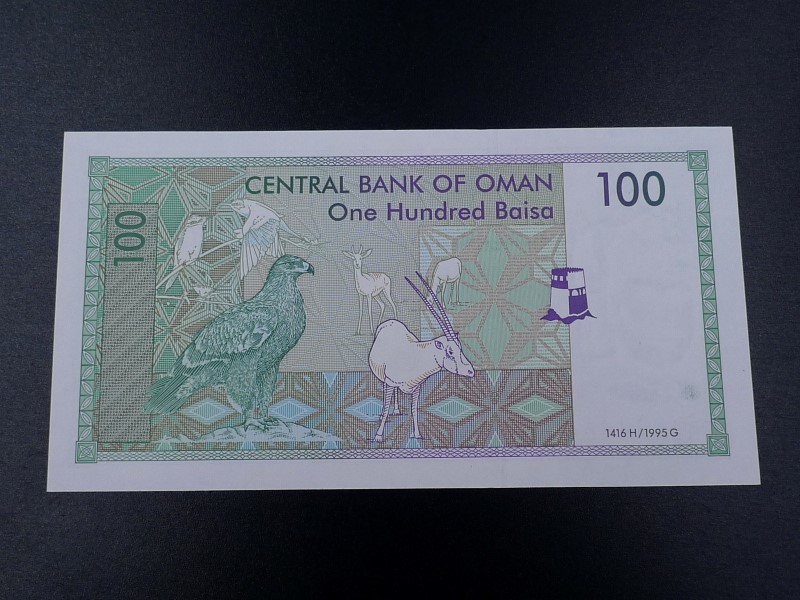 CENTRAL BANK OF OMAN
One Hundred Baisa
100
100
1416 H/1995 G